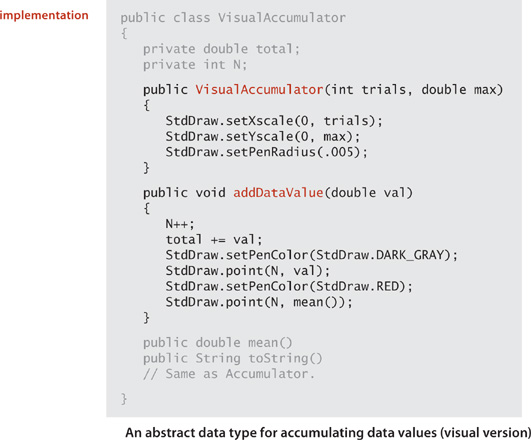 implementation
public class VisualAccumulator
{
private double total;
private int N;
public VisualAccumulator(int trials, double max)
{
StdDraw.setXscale(0, trials);
StdDraw.setYscale(0, max);
StdDraw.setPenRadius(.005);
}
public void addDataValue(double val)
{
N++;
total += val;
StdDraw.setPenColor(StdDraw.DARK_GRAY);
StdDraw.point(N, val);
StdDraw.setPenColor(StdDraw.RED);
StdDraw.point(N, mean());
}
public double mean()
public String toString()
// Same as Accumulator.
}
An abstract data type for accumulating data values (visual version)